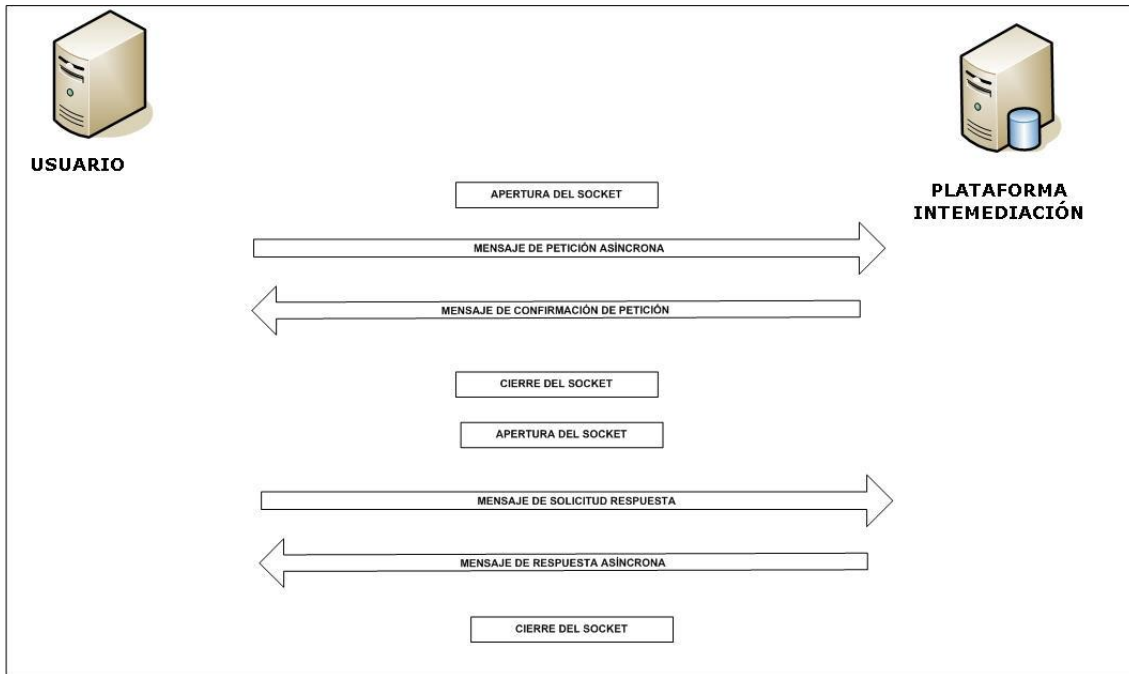 USUARIO
PLATAFORMA
INTEMEDIACIÓN
APERTURA DEL SOCKET
MENSAJE DE PETICIÓN ASÍNCRONA
MENSAJE DE CONFIRMACIÓN DE PETICIÓN
CIERRE DEL SOCKET
APERTURA DEL SOCKET
MENSAJE DE SOLICITUD RESPUESTA
MENSAJE DE RESPUESTA ASÍNCRONA
CIERRE DEL SOCKET